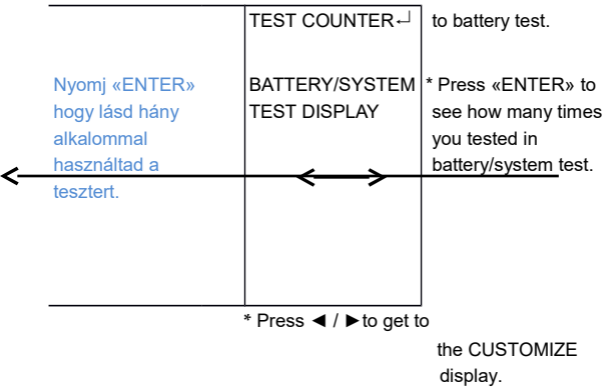 TEST COUNTER↵
to battery test.
Nyomj «ENTER»
hogy lásd hány
alkalommal
használtad a
tesztert.
BATTERY/SYSTEM
TEST DISPLAY
* Press «ENTER» to
see how many times
you tested in
battery/system test.
* Press ◄ / ►to get to
the CUSTOMIZE
display.